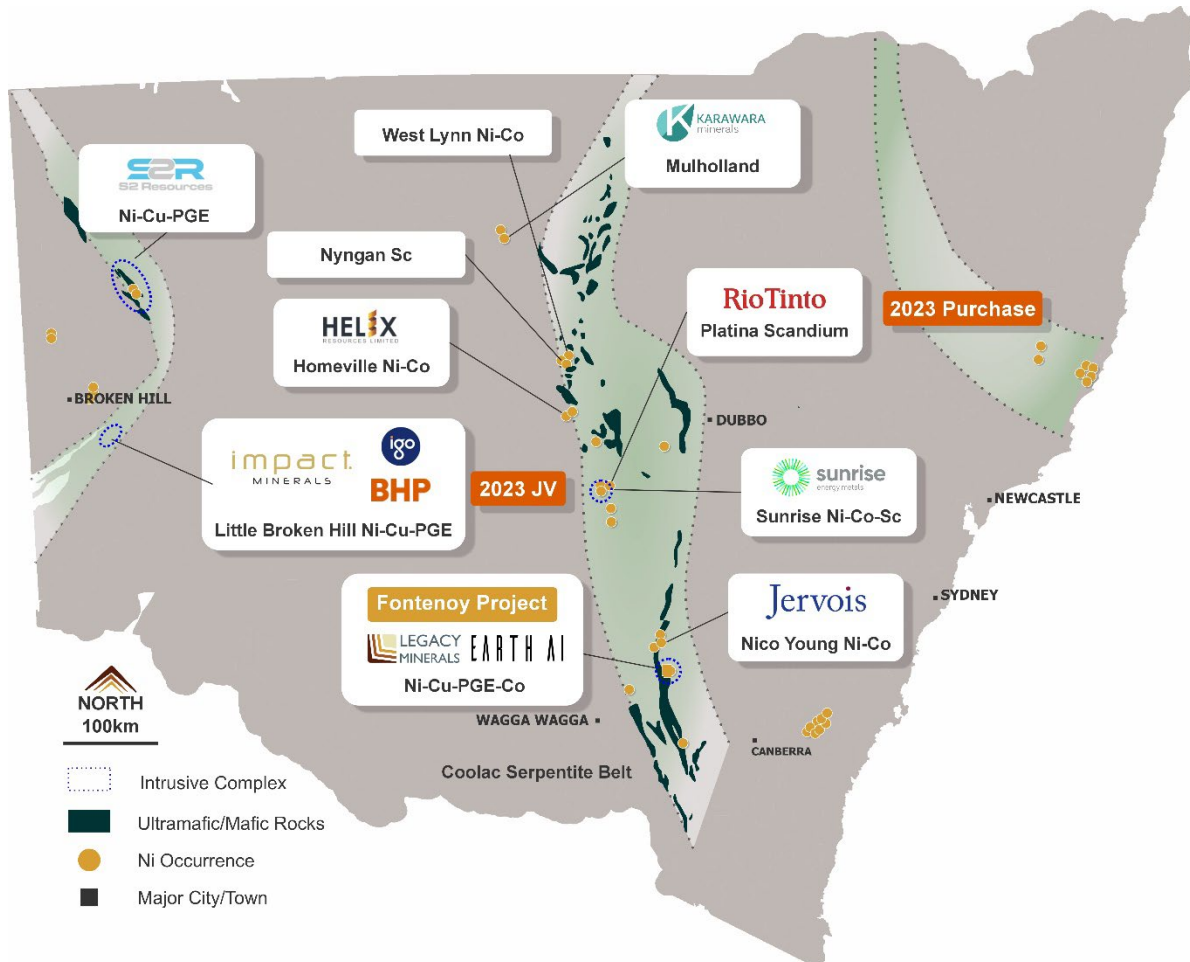 KARAWARA
minerals
Mulholland
West Lynn Ni-Co
S2R
S2 Resources
Ni-Cu-PGE
Nyngan Sc
RioTinto
Platina Scandium
2023 Purchase
HELIX
RESOURCES LIMITED
Homeville Ni-Co
BROKEN HILL
DUBBO
impact
MINERALS
igo
BHP
Little Broken Hill Ni-Cu-PGE
2023 JV
sunrise
energy metals
Sunrise Ni-Co-Sc
NEWCASTLE
SYDNEY
Fontenoy Project
LEGACY
MINERALS
EARTH AI
Ni-Cu-PGE-Co
Jervois
Nico Young Ni-Co
WAGGA WAGGA
CANBERRA
Coolac Serpentite Belt
NORTH
100km
Intrusive Complex
Ultramafic/Mafic Rocks
Ni Occurrence
Major City/Town